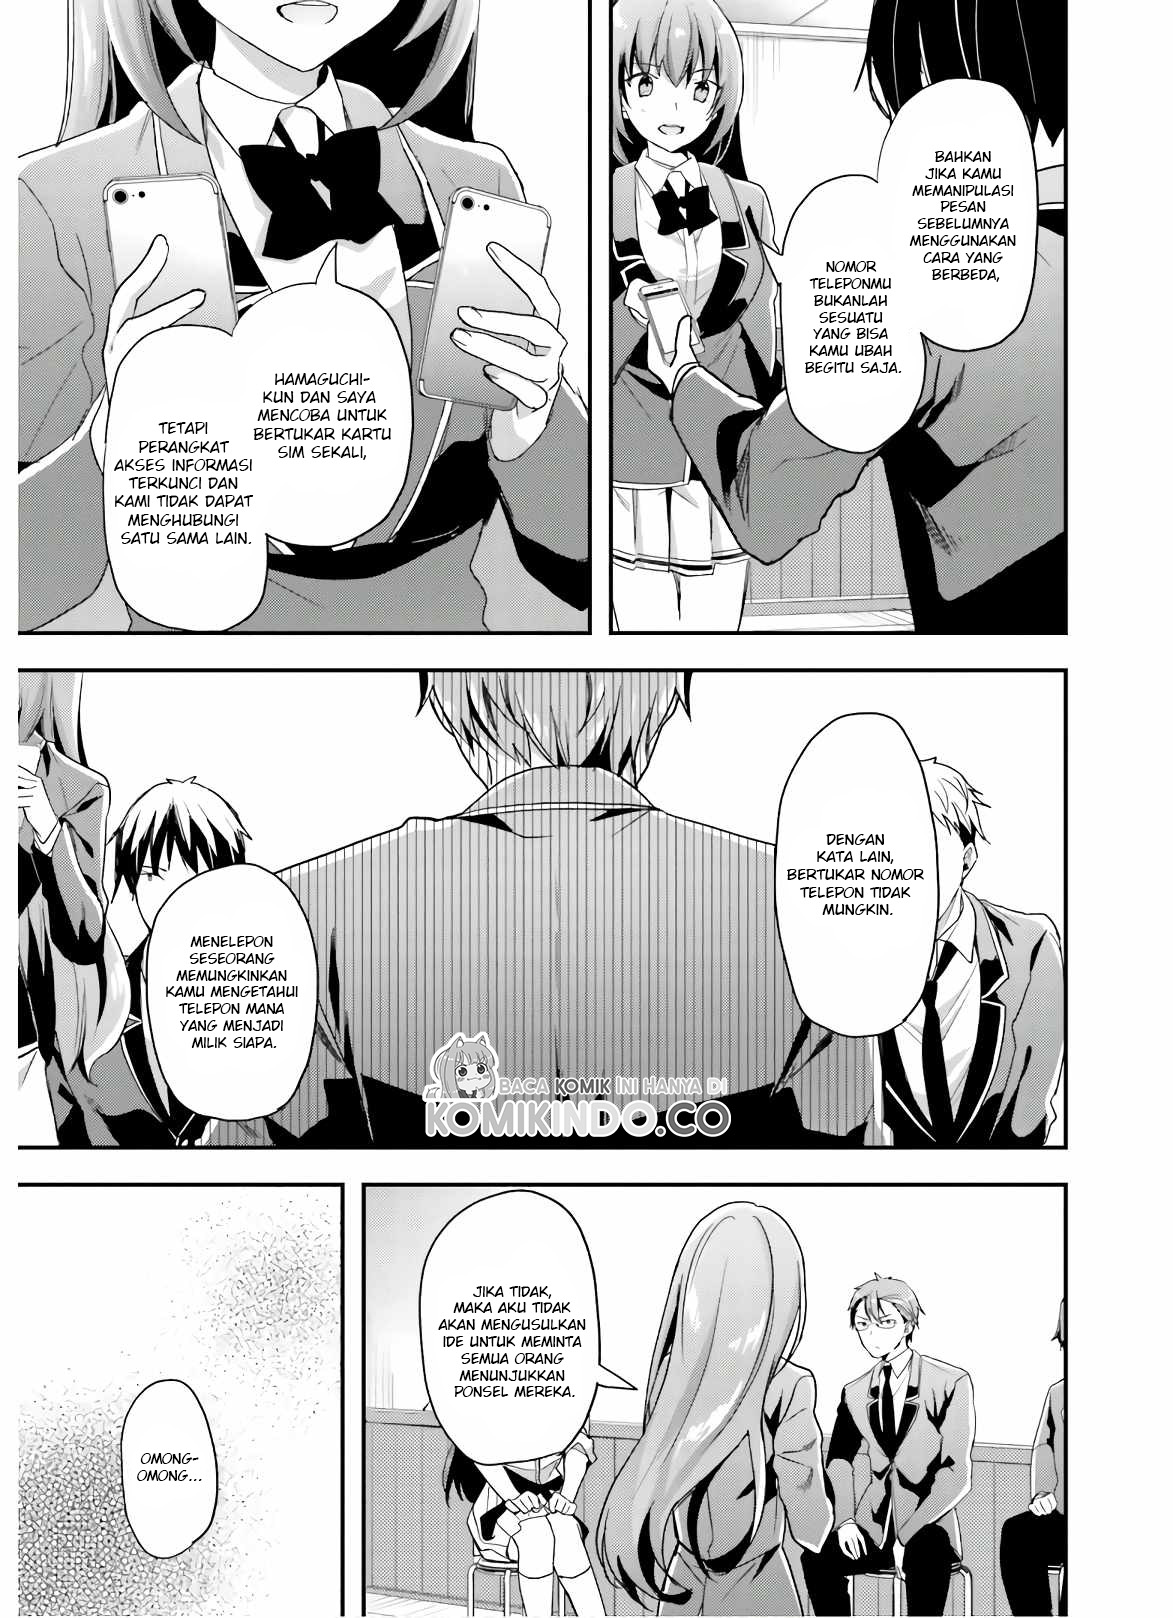 BAHKAN
JIKA KAMU
MEMANIPULASI
PESAN
SEBELUMNYA
MENGGUNAKAN
CARA YANG
BERBEDA,
NOMOR
TELEPONMU
BUKANLAH
SESUATU
YANG BISA
KAMU UBAH
BEGITU SAJA.
HAMAGUCHI-
KUN DAN SAYA
MENCOBA UNTUK
BERTUKAR KARTU
SIM SEKALI,
TETAPI
PERANGKAT
AKSES INFORMASI
TERKUNCI DAN
KAMI TIDAK DAPAT
MENGHUBUNGI
SATU SAMA LAIN.
DENGAN
KATA LAIN,
BERTUKAR NOMOR
TELEPON TIDAK
MUNGKIN.
MENELEPON
SESEORANG
MEMUNGKINKAN
KAMU MENGETAHUI
TELEPON MANA
YANG MENJADI
MILIK SIAPA.
BACA KOMIK INI HANYA DI
KOMIKINDO.CO
JIKA TIDAK,
MAKA AKU TIDAK
AKAN MENGUSULKAN
IDE UNTUK MEMINTA
SEMUA ORANG
MENUNJUKKAN
PONSEL MEREKA.
OMONG-
OMONG...